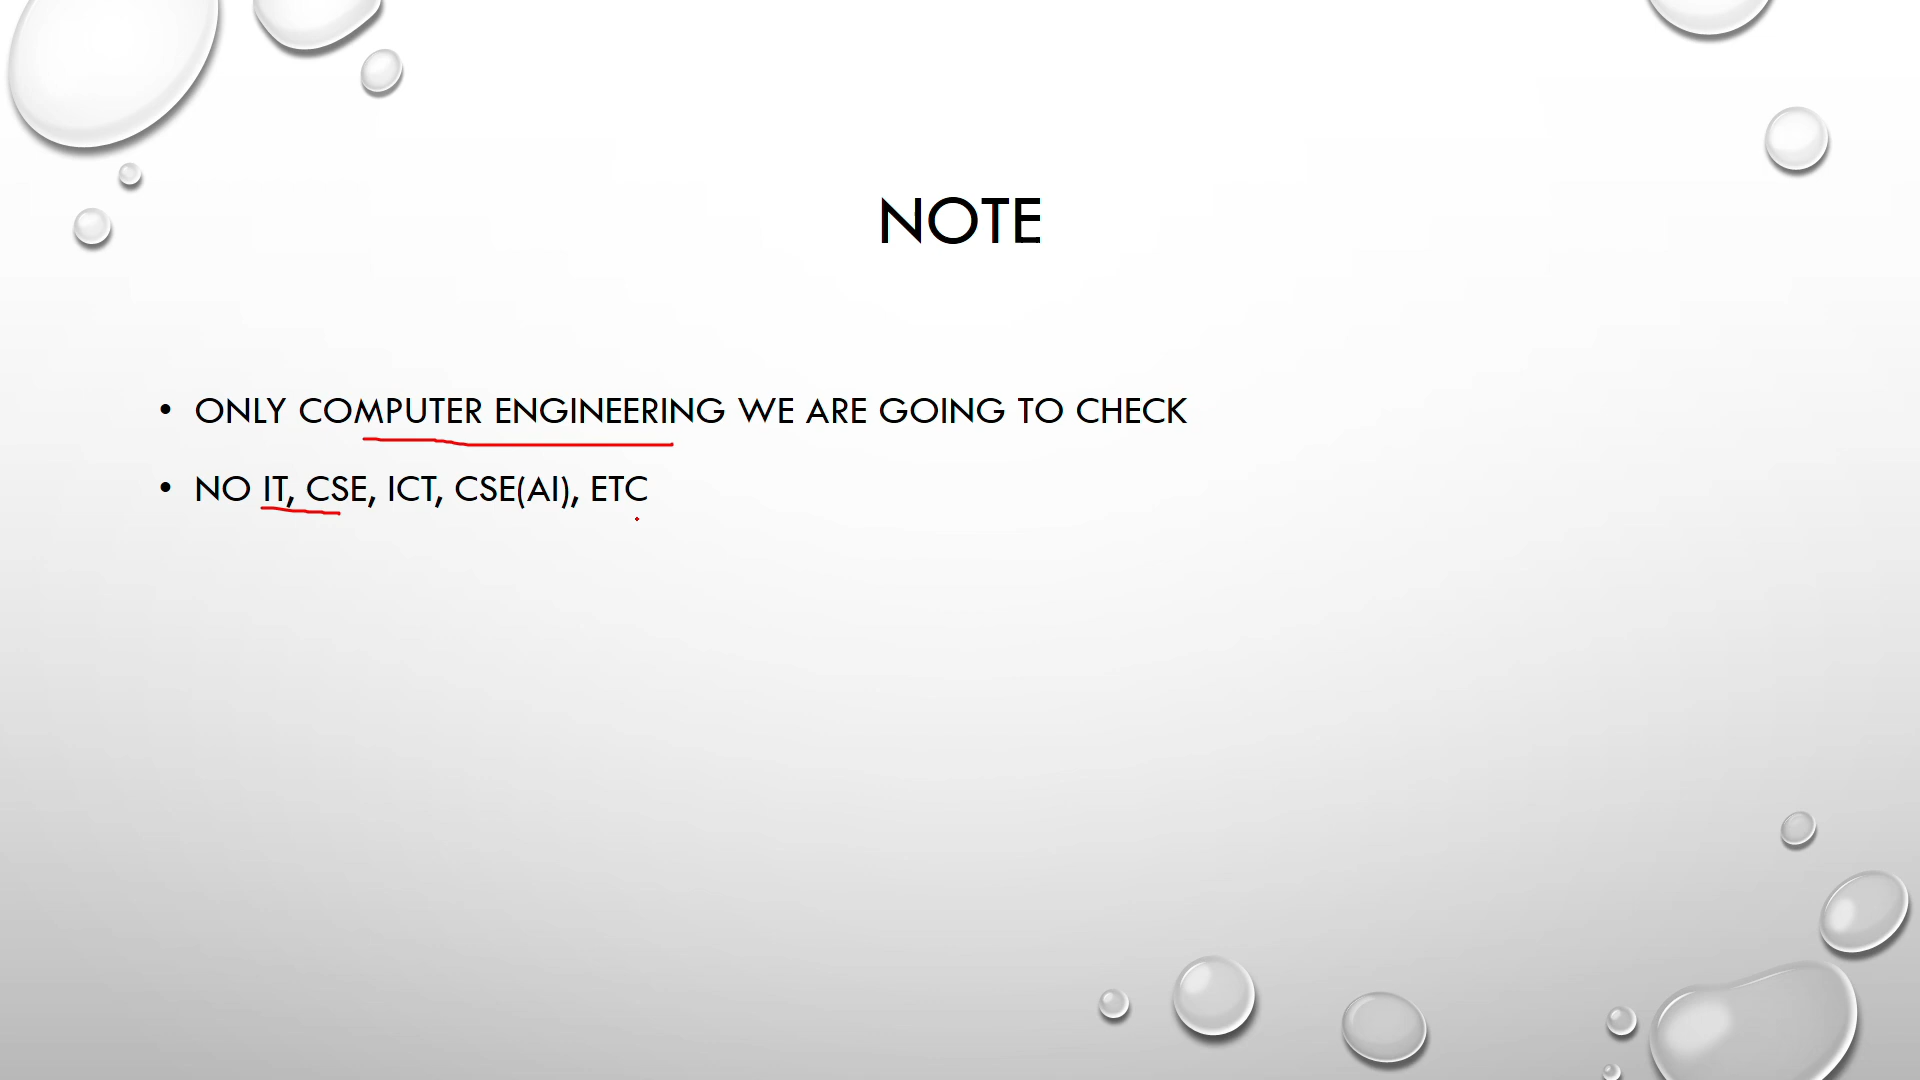 NOTE
• ONLY COMPUTER ENGINEERING WE ARE GOING TO CHECK
• NO IT, CSE, ICT, CSE(AI), ETC